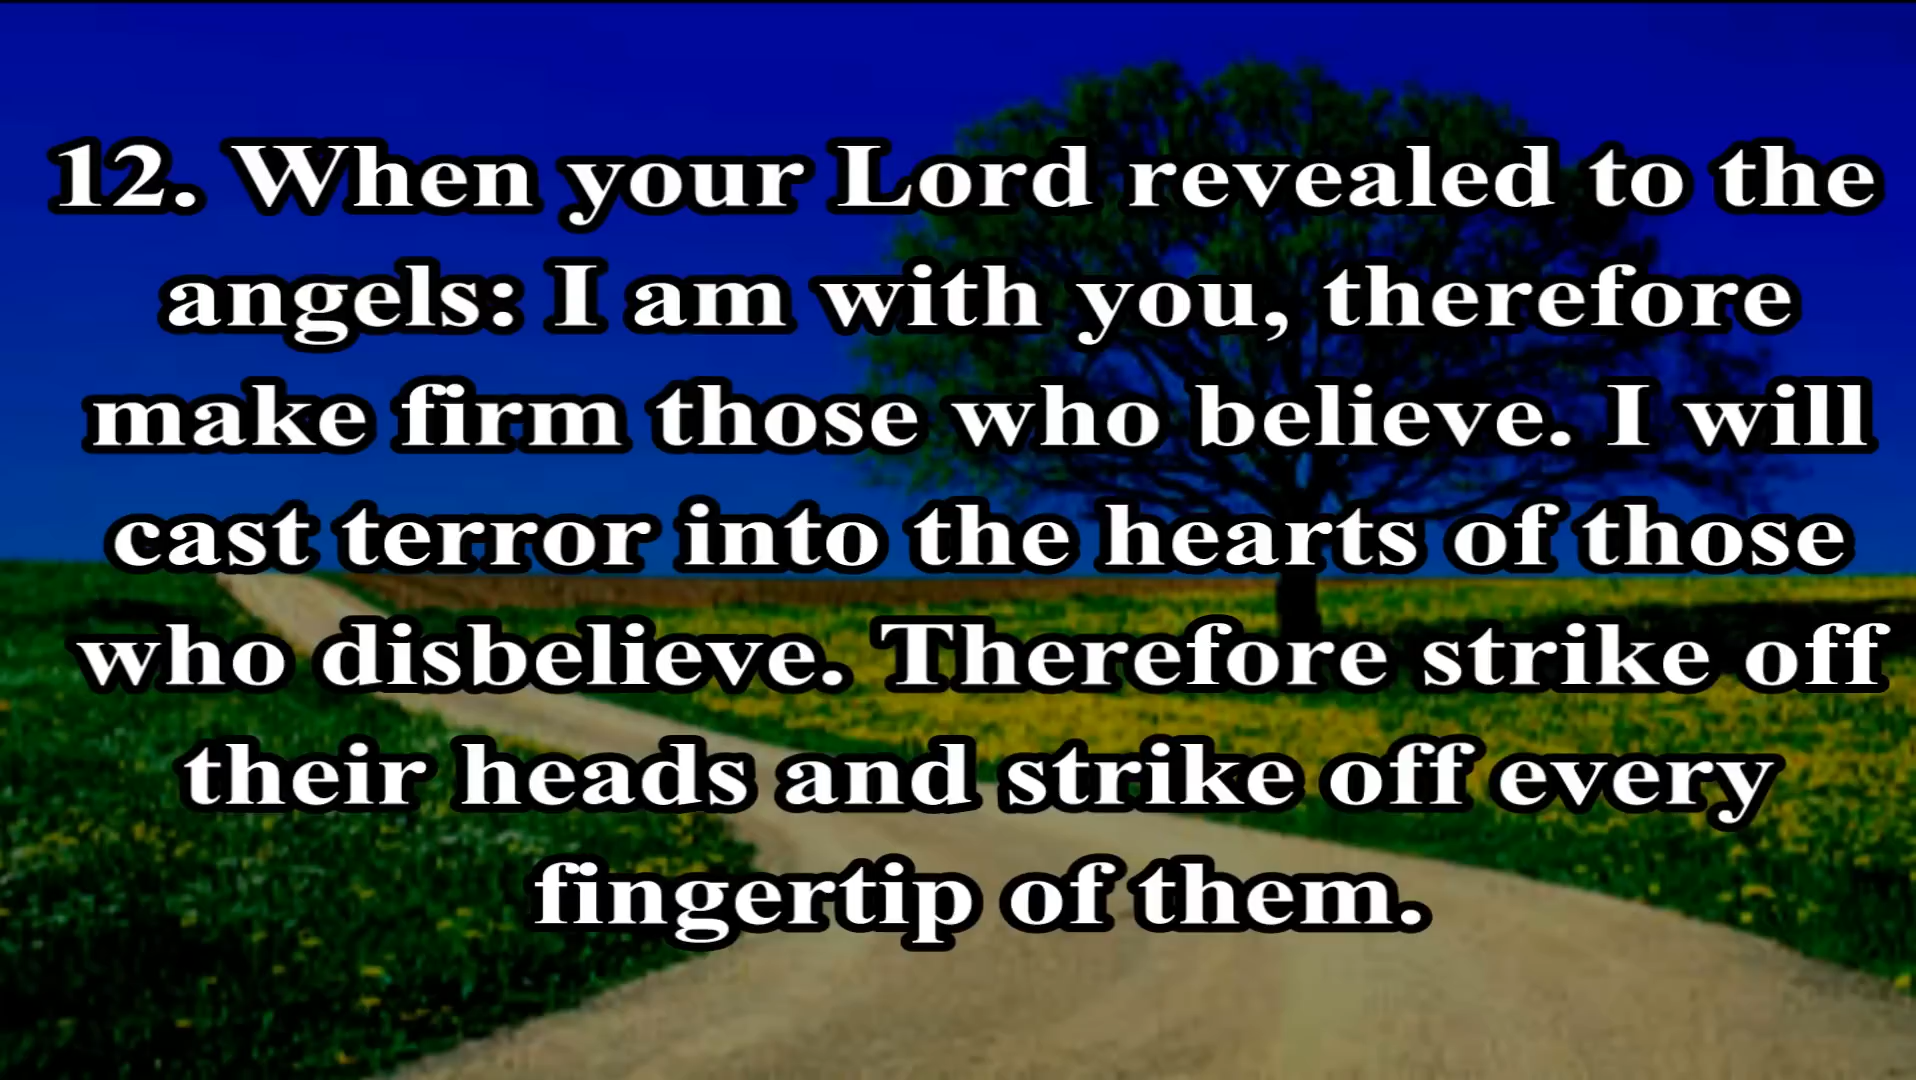 12. When your Lord revealed to the
angels: I am with you, therefore
make firm those who believe. I will
cast terror into the hearts of those
who disbelieve. Therefore strike off
their heads and strike off every
fingertip of them.